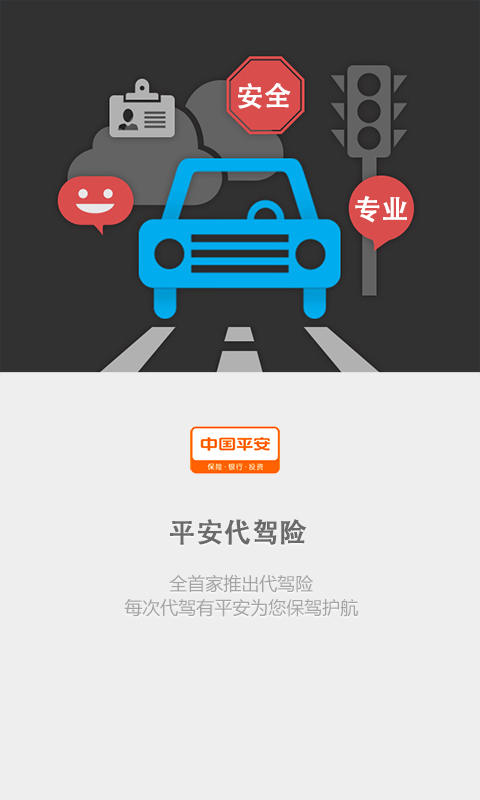 安全
专业
中国平安
保险·银行·投资
平安代驾险
全首家推出代驾险
每次代驾有平安为您保驾护航